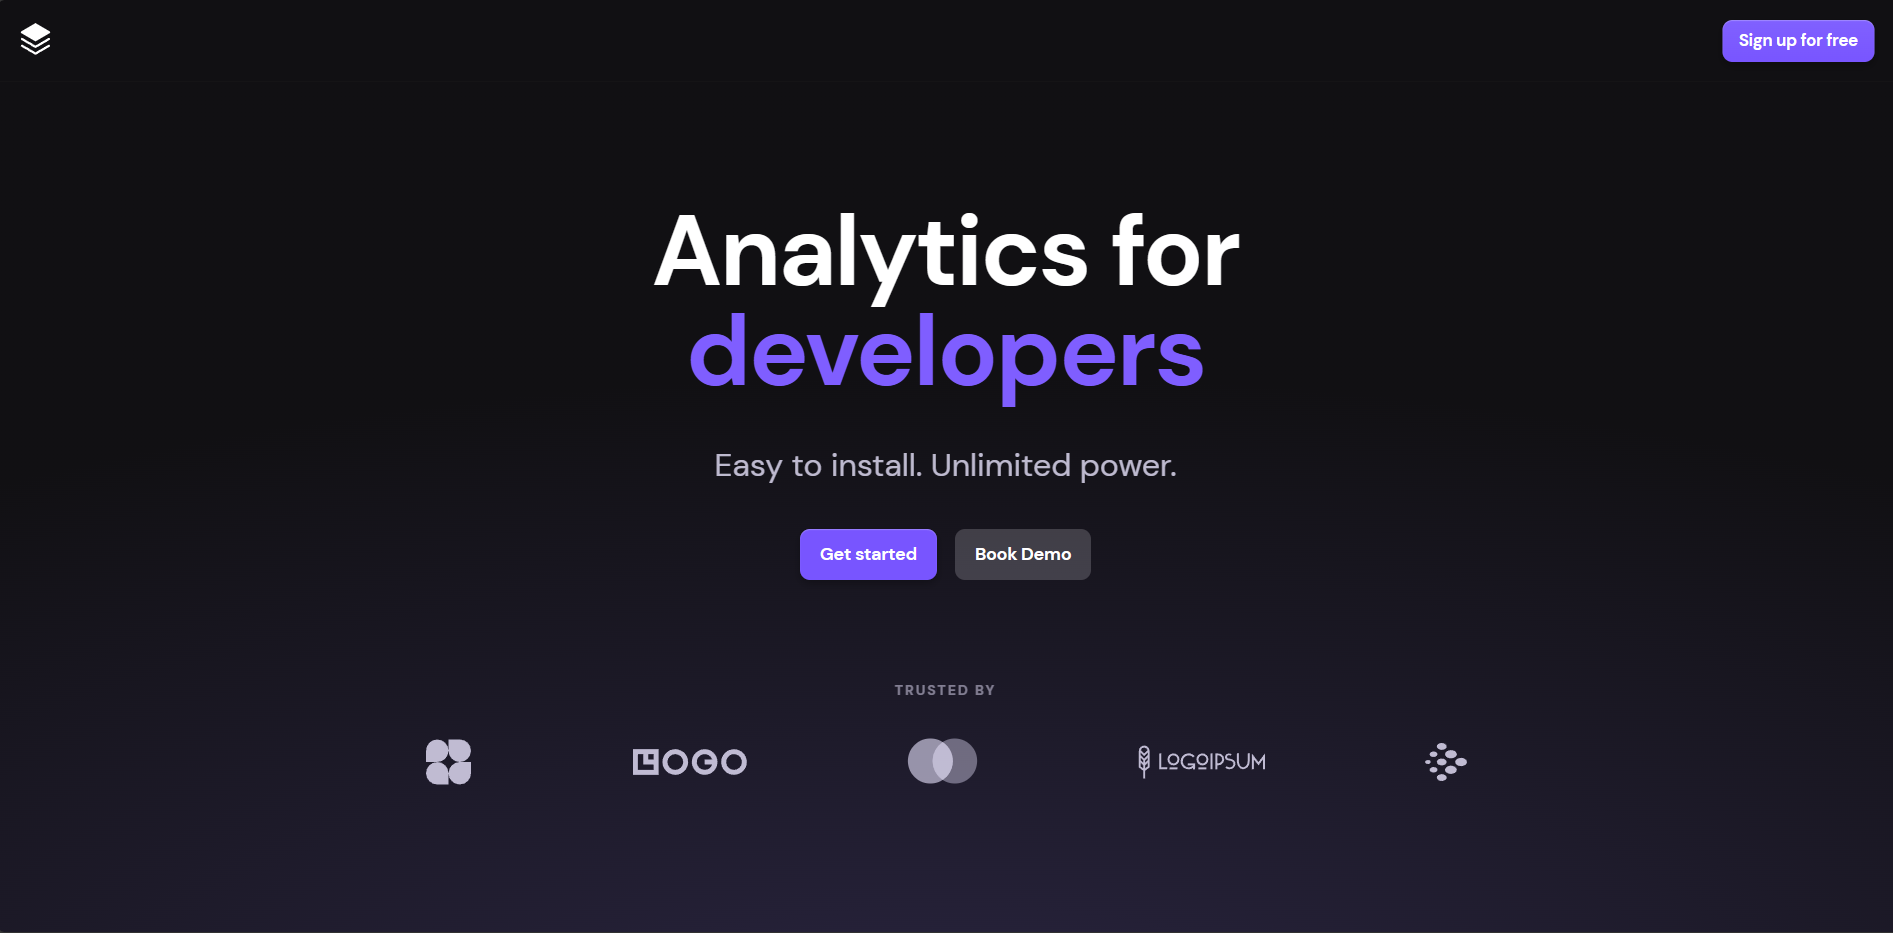 Sign up for free
Analytics for
developers
Easy to install. Unlimited power.
Get started
Book Demo
TRUSTED BY
LOGO
LOGOIPSUM